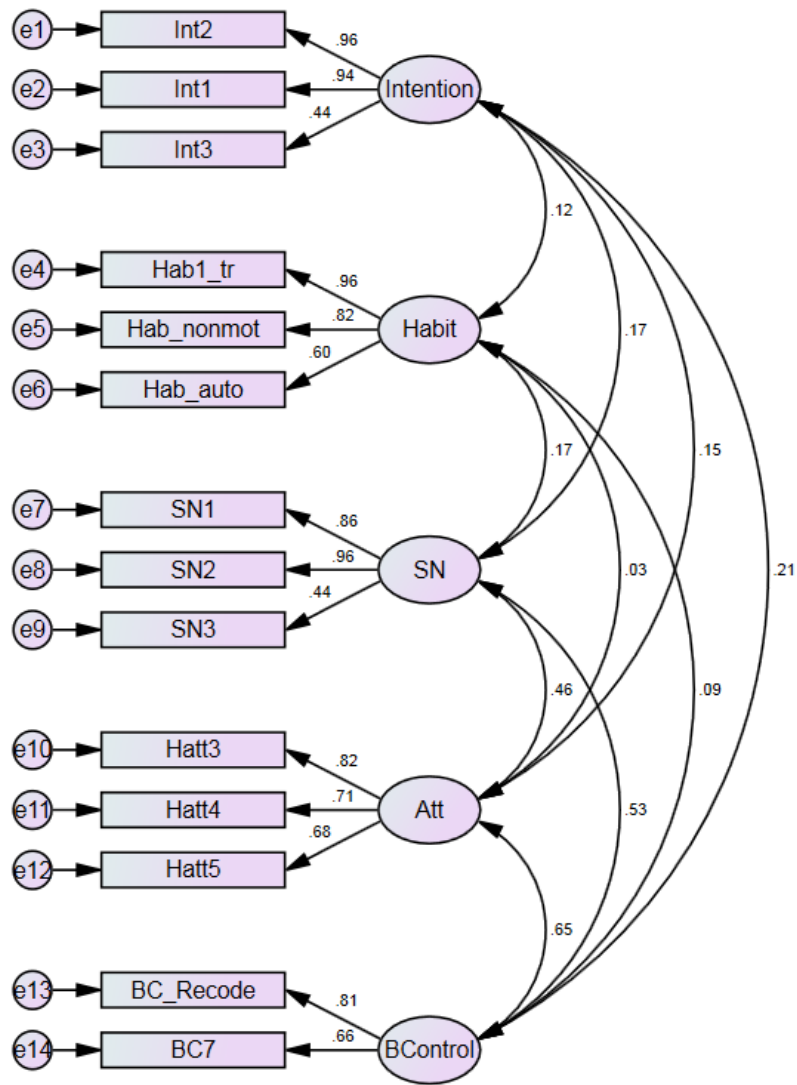 e1 Int2 .96
e2 Int1 .94 Intention
e3 Int3 .44
.12
e4 Hab1_tr .96
e5 Hab_nonmot .82 Habit .17
e6 Hab_auto .60
.17 .15
e7 SN1 .86
e8 SN2 .96 SN .03 .21
e9 SN3 .44
.46 .09
e10 Hatt3 .82
e11 Hatt4 .71 Att .53
e12 Hatt5 .68
.65
e13 BC_Recode .81
e14 BC7 .66 BControl